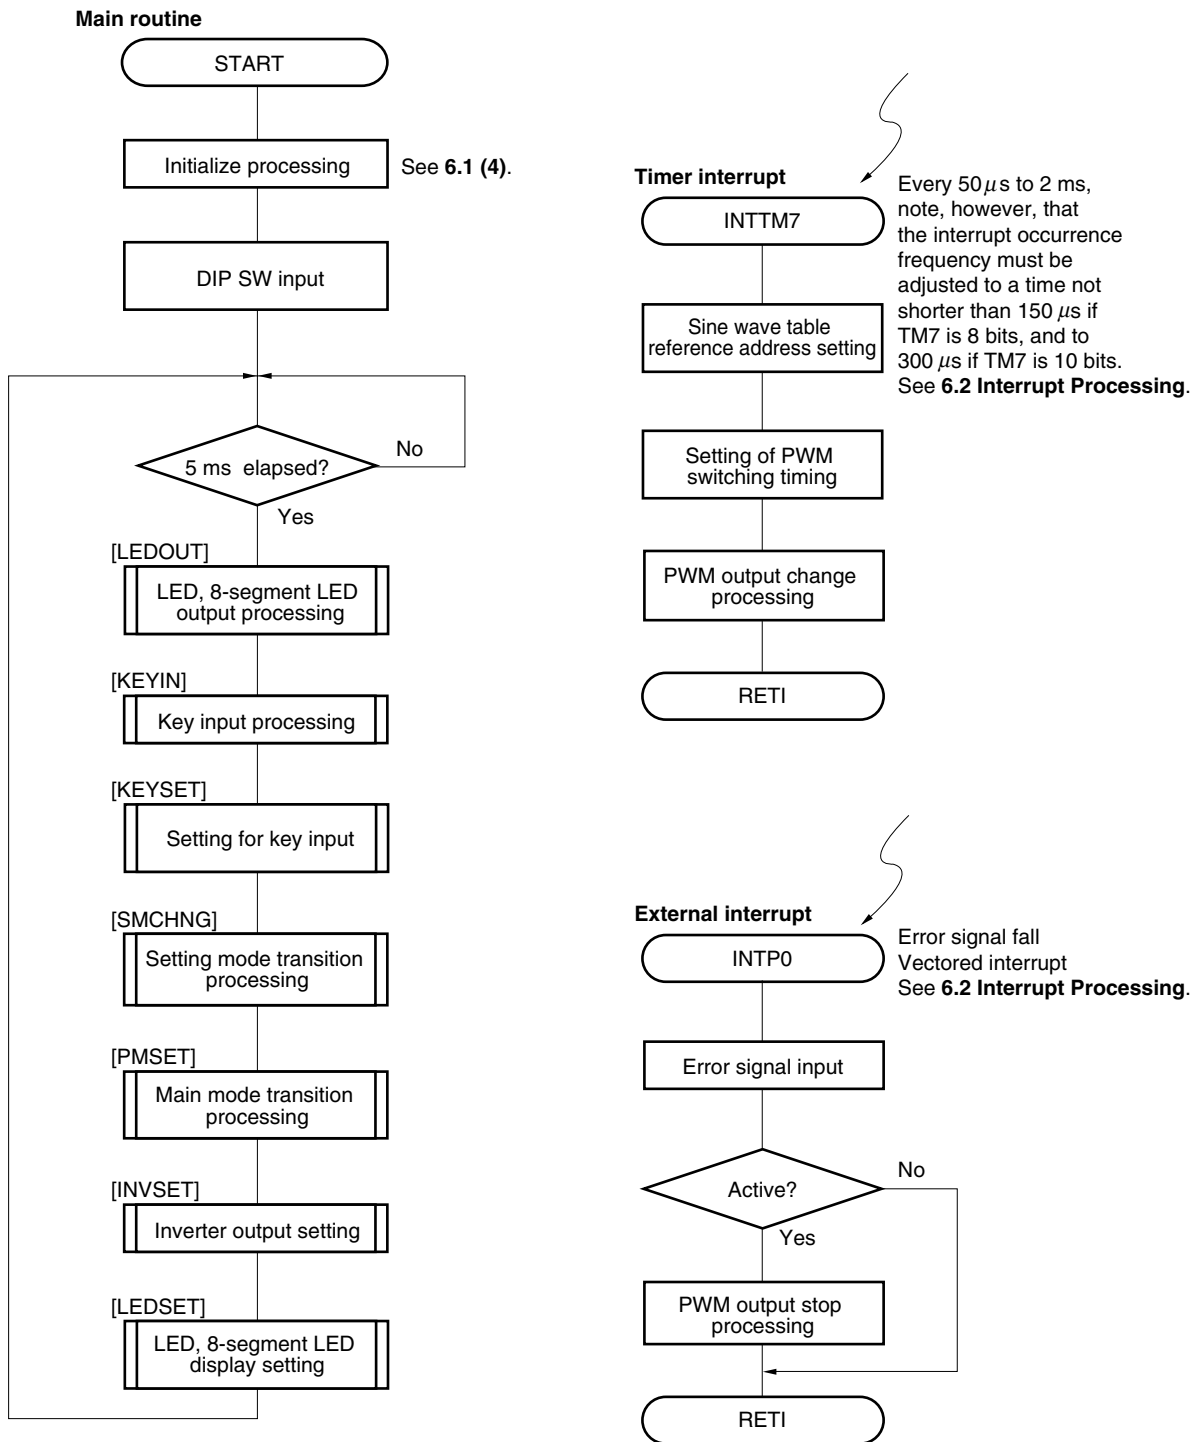 Main routine
START
Initialize processing
See 6.1 (4).
DIP SW input
5 ms elapsed?
No
Yes
[LEDOUT]
LED, 8-segment LED
output processing
[KEYIN]
Key input processing
[KEYSET]
Setting for key input
[SMCHNG]
Setting mode transition
processing
[PMSET]
Main mode transition
processing
[INVSET]
Inverter output setting
[LEDSET]
LED, 8-segment LED
display setting
Timer interrupt
INTTM7
Every 50 μs to 2 ms,
note, however, that
the interrupt occurrence
frequency must be
adjusted to a time not
shorter than 150 μs if
TM7 is 8 bits, and to
300 μs if TM7 is 10 bits.
See 6.2 Interrupt Processing.
Sine wave table
reference address setting
Setting of PWM
switching timing
PWM output change
processing
RETI
External interrupt
INTP0
Error signal fall
Vectored interrupt
See 6.2 Interrupt Processing.
Error signal input
Active?
No
Yes
PWM output stop
processing
RETI